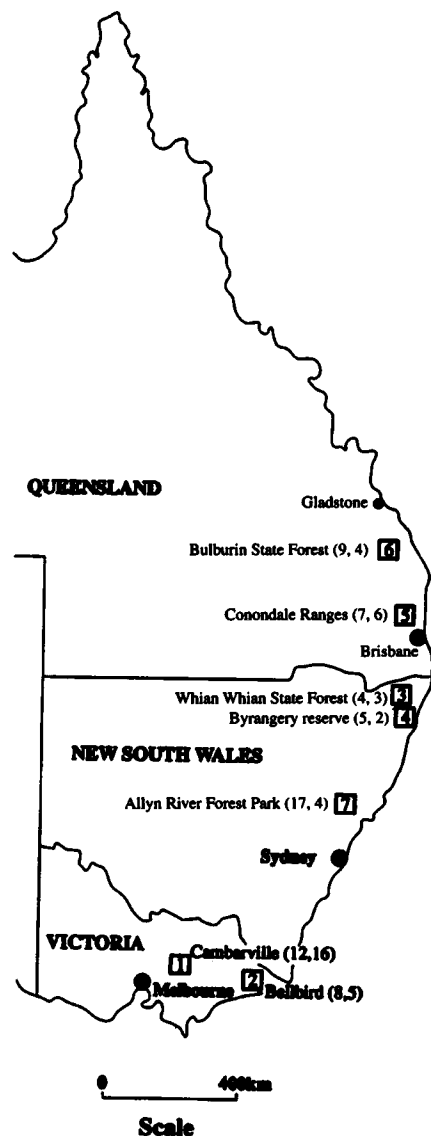 QUEENSLAND
Gladstone
Bulburin State Forest (9, 4) 6
Conondale Ranges (7, 6) 5
Brisbane
Whian Whian State Forest (4, 3) 3
Byrangery reserve (5, 2) 4
NEW SOUTH WALES
Allyn River Forest Park (17, 4) 7
Sydney
VICTORIA
Cambarville (12,16)
1
2
Melbourne
Bellbird (8,5)
0 400km
Scale